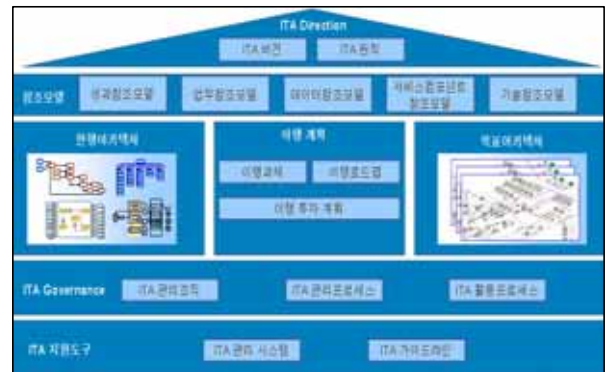 ITA Direction
ITA 비전
ITA 원칙
참조모델
성과참조모델
업무참조모델
데이터참조모델
서비스컴포넌트
참조모델
기술참조모델
현행아키텍처
이행 계획
목표아키텍처
이행과제
이행로드맵
이행 투자 계획
ITA Governance
ITA 관리조직
ITA 관리프로세스
ITA 활용프로세스
ITA 지원도구
ITA 관리 시스템
ITA 가이드라인